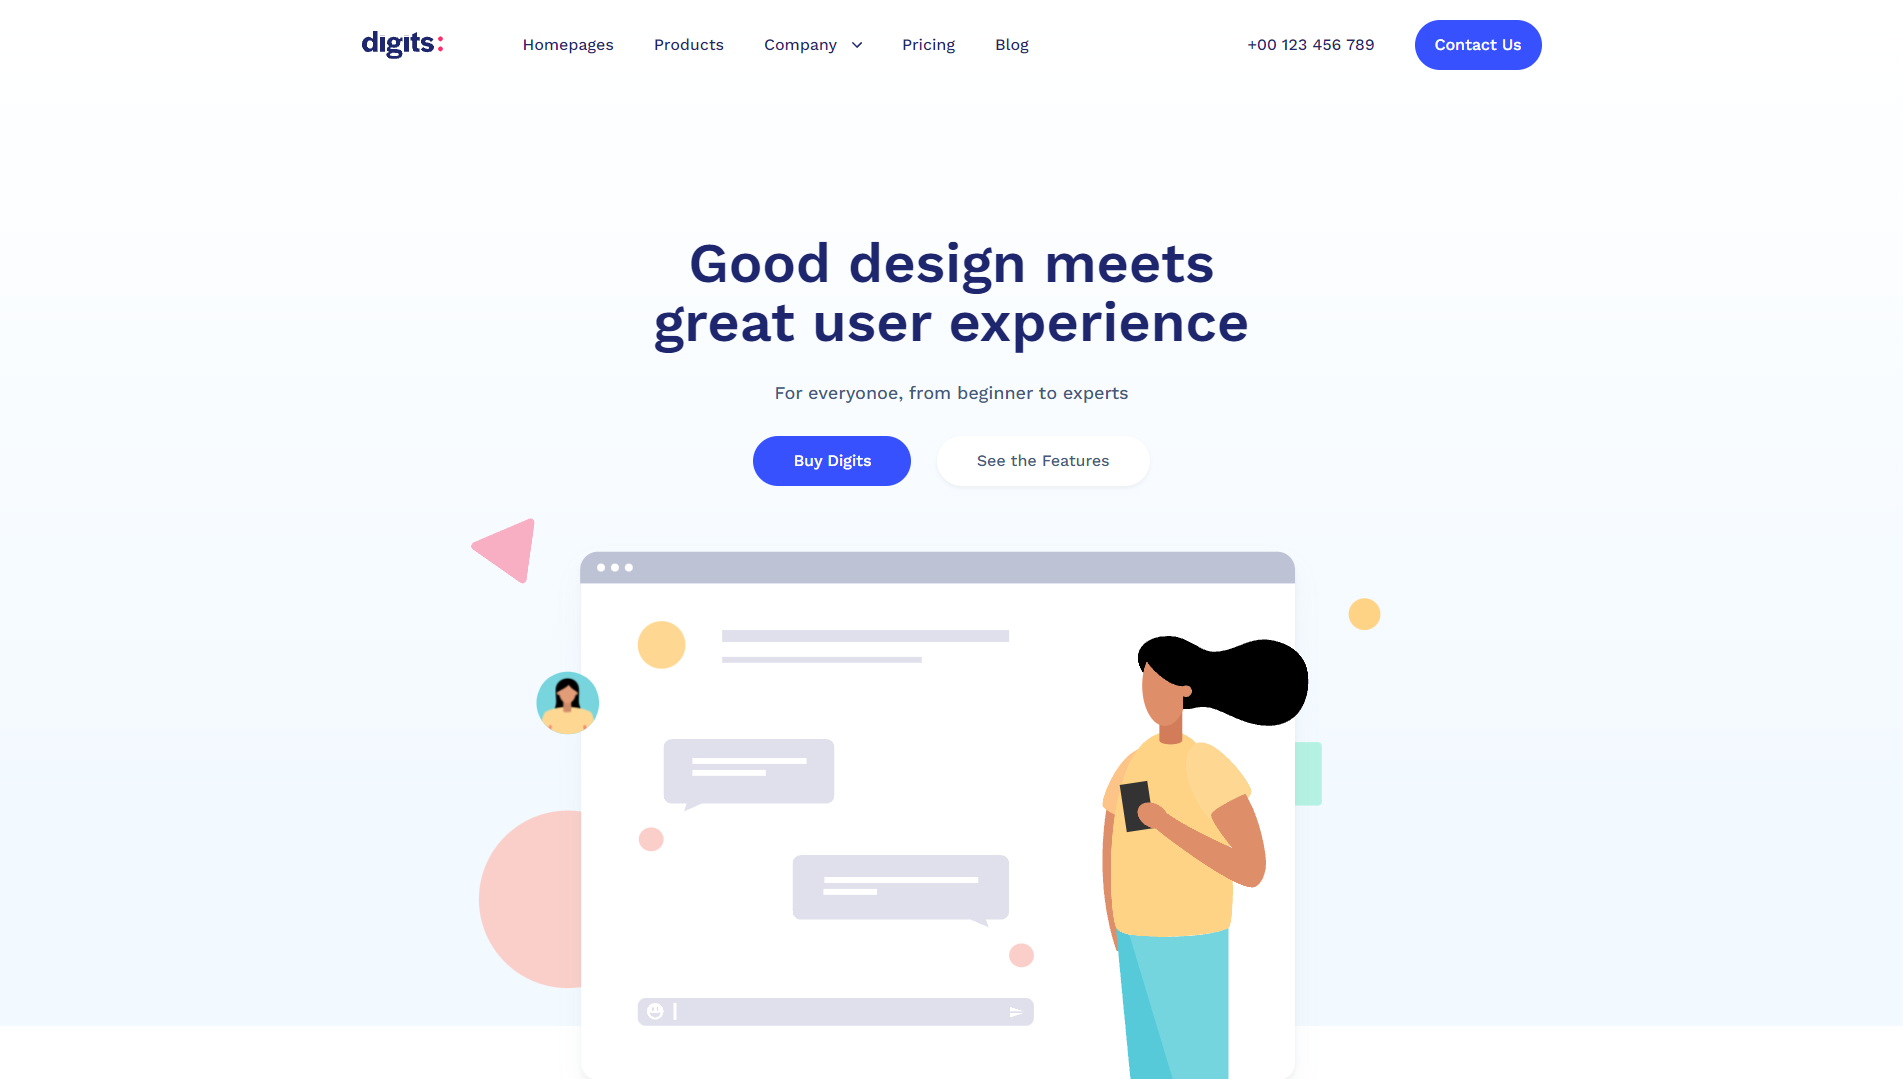 digits:
Homepages
Products
Company
Pricing
Blog
+00 123 456 789
Contact Us
Good design meets
great user experience
For everyonoe, from beginner to experts
Buy Digits
See the Features